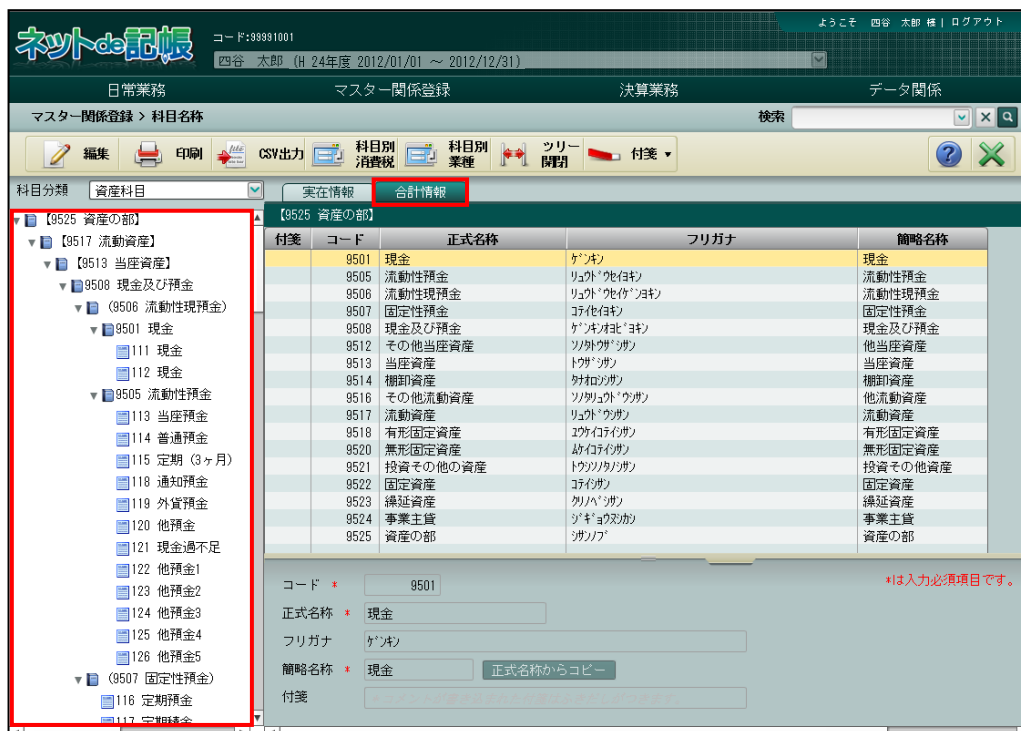 ようこそ 四谷 太郎 様 | ログアウト
ネットde記帳
コード:99991001
四谷 太郎 (H 24年度 2012/01/01 ～ 2012/12/31)
日常業務 マスター関係登録 決算業務 データ関係
マスター関係登録 > 科目名称 検索
編集 印刷 CSV出力 科目別消費税 科目別業種 ツリー開閉 付箋
科目分類 資産科目
【9525 資産の部】
【9517 流動資産】
【9513 当座資産】
9508 現金及び預金
(9506 流動性現預金)
9501 現金
111 現金
112 現金
9505 流動性預金
113 当座預金
114 普通預金
115 定期 (3ヶ月)
118 通知預金
119 外貨預金
120 他預金
121 現金過不足
122 他預金1
123 他預金2
124 他預金3
125 他預金4
126 他預金5
(9507 固定性預金)
116 定期預金
117 定期積金
実在情報 合計情報
【9525 資産の部】
付箋 コード 正式名称 フリガナ 簡略名称
9501 現金 ｹﾞﾝｷﾝ 現金
9505 流動性預金 ﾘｭｳﾄﾞｳｾｲﾖｷﾝ 流動性預金
9506 流動性現預金 ﾘｭｳﾄﾞｳｾｲｹﾞﾝﾖｷﾝ 流動性現預金
9507 固定性預金 ｺﾃｲｾｲﾖｷﾝ 固定性預金
9508 現金及び預金 ｹﾞﾝｷﾝｵﾖﾋﾞﾖｷﾝ 現金及び預金
9512 その他当座資産 ｿﾉﾀﾄｳｻﾞｼｻﾝ 他当座資産
9513 当座資産 ﾄｳｻﾞｼｻﾝ 当座資産
9514 棚卸資産 ﾀﾅｵﾛｼｼｻﾝ 棚卸資産
9516 その他流動資産 ｿﾉﾀﾘｭｳﾄﾞｳｼｻﾝ 他流動資産
9517 流動資産 ﾘｭｳﾄﾞｳｼｻﾝ 流動資産
9518 有形固定資産 ﾕｳｹｲｺﾃｲｼｻﾝ 有形固定資産
9520 無形固定資産 ﾑｹｲｺﾃｲｼｻﾝ 無形固定資産
9521 投資その他の資産 ﾄｳｼｿﾉﾀﾉｼｻﾝ 投資その他資産
9522 固定資産 ｺﾃｲｼｻﾝ 固定資産
9523 繰延資産 ｸﾘﾉﾍﾞｼｻﾝ 繰延資産
9524 事業主貸 ｼﾞｷﾞｮｳﾇｼｶｼ 事業主貸
9525 資産の部 ｼｻﾝﾉﾌﾞ 資産の部
コード * 9501
*は入力必須項目です。
正式名称 * 現金
フリガナ ｹﾞﾝｷﾝ
簡略名称 * 現金 正式名称からコピー
付箋